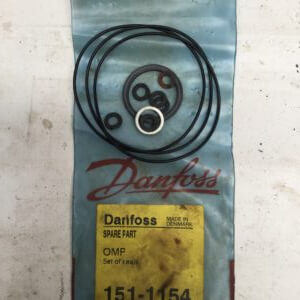 Danfoss
Danfoss
MADE IN
DENMARK
SPARE PART
OMP
Set of seals
151-1154